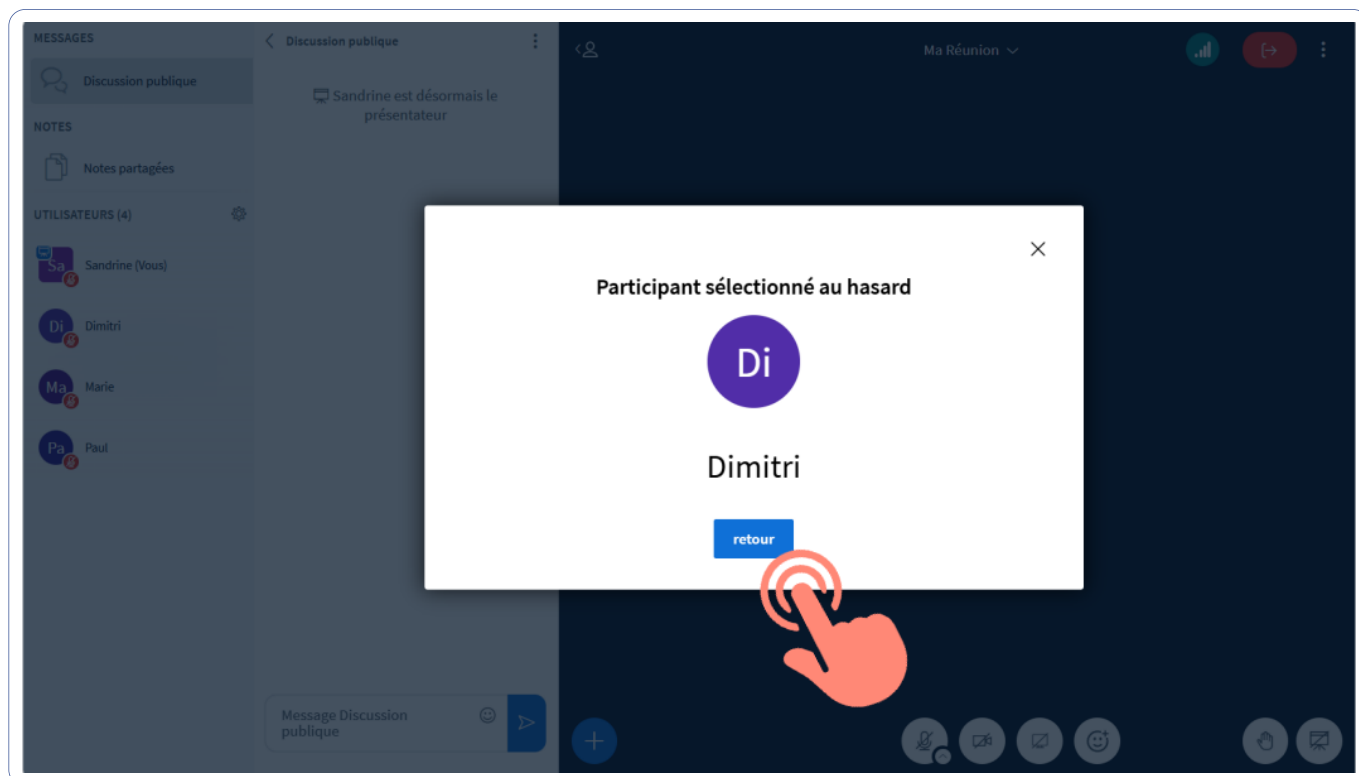 MESSAGES
Discussion publique
NOTES
Notes partagées
UTILISATEURS (4)
Sa
Sandrine (Vous)
Di
Dimitri
Ma
Marie
Pa
Paul
Discussion publique
Sandrine est désormais le
présentateur
Message Discussion
publique
Ma Réunion
Participant sélectionné au hasard
Di
Dimitri
retour